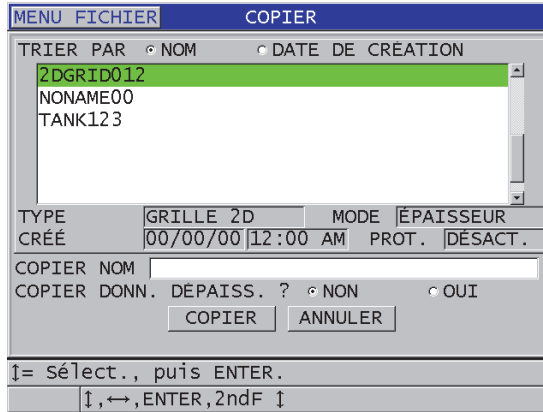 MENU FICHIER COPIER
TRIER PAR NOM DATE DE CRÉATION
2DGRID012
NONAME00
TANK123
TYPE GRILLE 2D MODE ÉPAISSEUR
CRÉÉ 00/00/00 12:00 AM PROT. DÉSACT.
COPIER NOM
COPIER DONN. DÉPAISS. ? NON OUI
COPIER ANNULER
↕= Sélect., puis ENTER.
↕,↔,ENTER,2ndF ↕